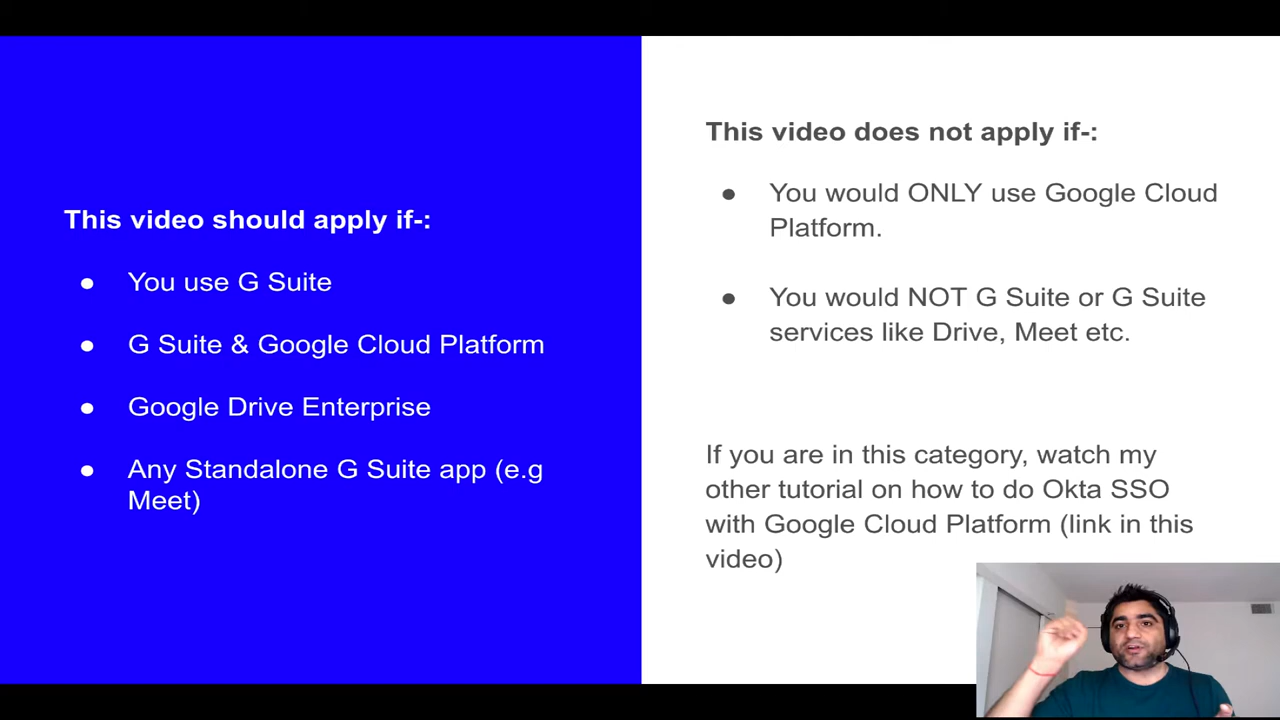 This video should apply if-:
● You use G Suite
● G Suite & Google Cloud Platform
● Google Drive Enterprise
● Any Standalone G Suite app (e.g
Meet)
This video does not apply if-:
● You would ONLY use Google Cloud
Platform.
● You would NOT G Suite or G Suite
services like Drive, Meet etc.
If you are in this category, watch my
other tutorial on how to do Okta SSO
with Google Cloud Platform (link in this
video)